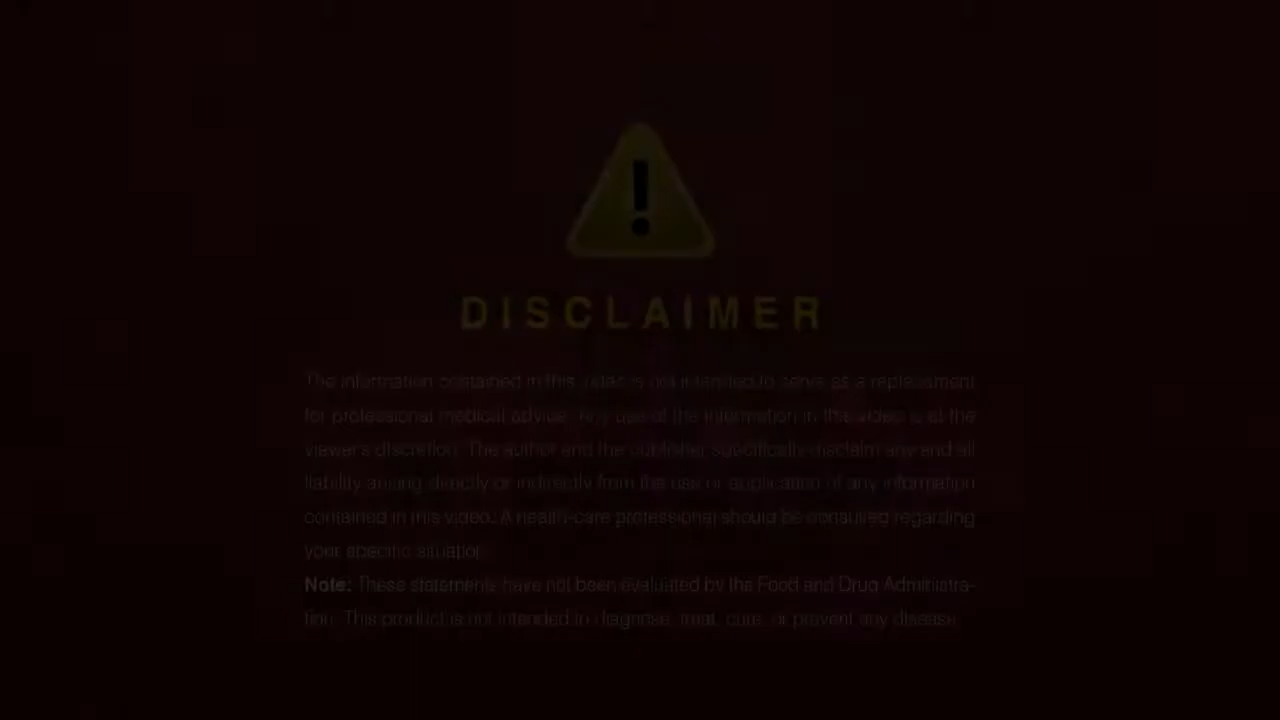 DISCLAIMER
The information contained in this video is not intended to serve as a replacement
for professional medical advice. Any use of the information in this video is at the
viewer's discretion. The author and the publisher specifically disclaim any and all
liability arising directly or indirectly from the use or application of any information
contained in this video. A health-care professional should be consulted regarding
your specific situation.
Note: These statements have not been evaluated by the Food and Drug Administra-
tion. This product is not intended to diagnose, treat, cure, or prevent any disease.